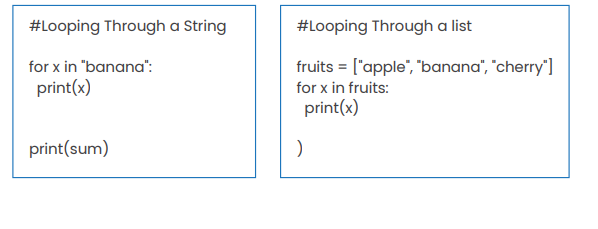 #Looping Through a String
for x in "banana":
  print(x)
print(sum)
#Looping Through a list
fruits = ["apple", "banana", "cherry"]
for x in fruits:
  print(x)
)